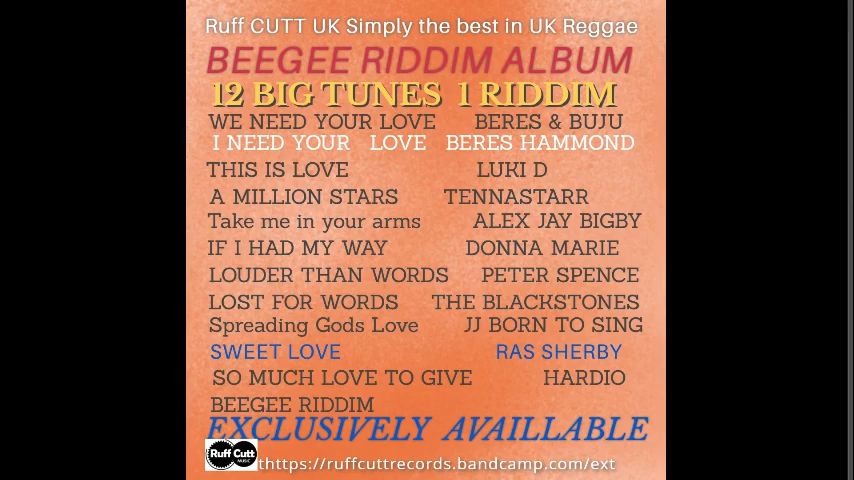 Ruff CUTT UK Simply the best in UK Reggae
BEEGEE RIDDIM ALBUM
12 BIG TUNES 1 RIDDIM
WE NEED YOUR LOVE BERES & BUJU
I NEED YOUR LOVE BERES HAMMOND
THIS IS LOVE LUKI D
A MILLION STARS TENNASTARR
Take me in your arms ALEX JAY BIGBY
IF I HAD MY WAY DONNA MARIE
LOUDER THAN WORDS PETER SPENCE
LOST FOR WORDS THE BLACKSTONES
Spreading Gods Love JJ BORN TO SING
SWEET LOVE RAS SHERBY
SO MUCH LOVE TO GIVE HARDIO
BEEGEE RIDDIM
EXCLUSIVELY AVAILLABLE
Ruff Cutt
MUSIC
thttps://ruffcuttrecords.bandcamp.com/ext